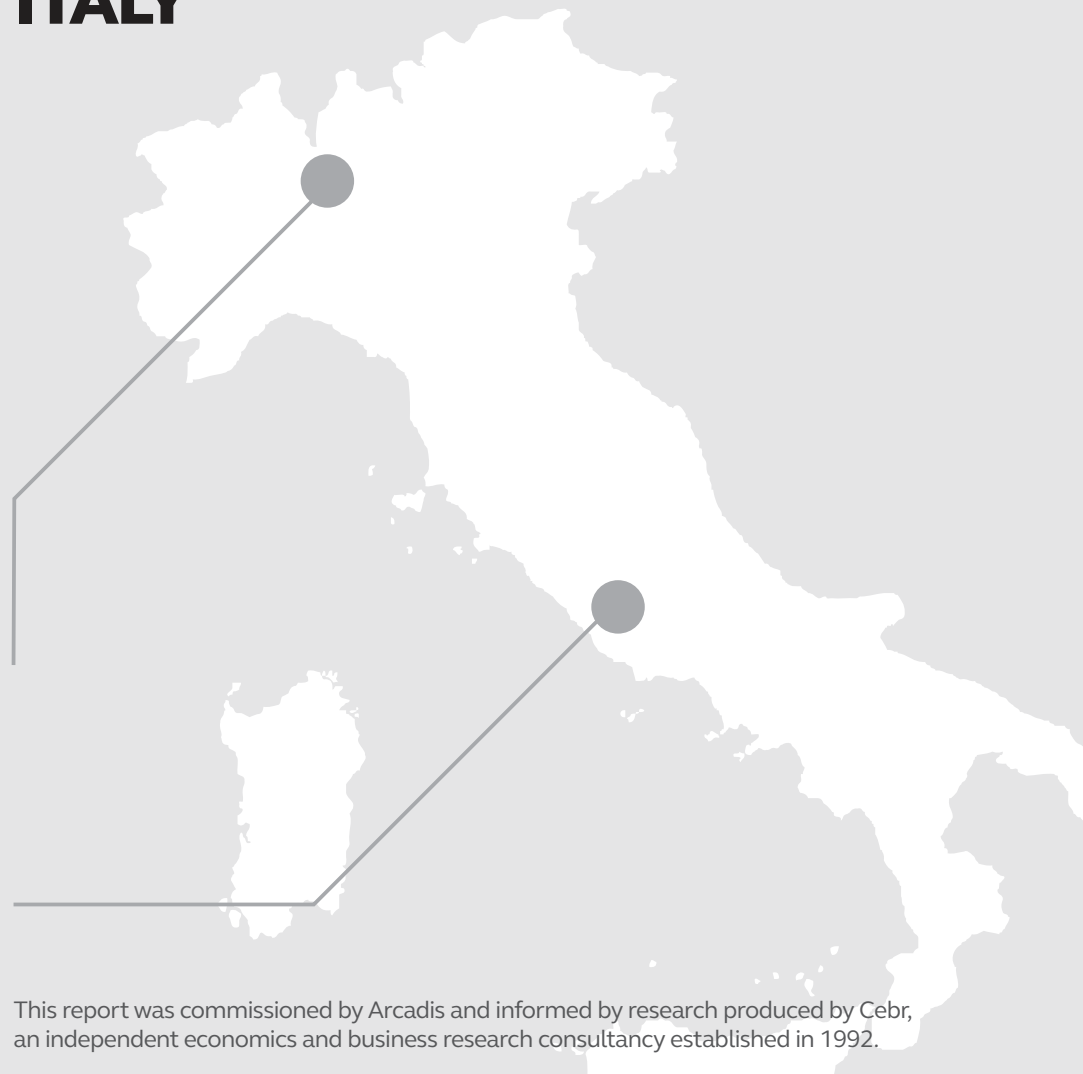 ITALY
This report was commissioned by Arcadis and informed by research produced by Cebr,
an independent economics and business research consultancy established in 1992.